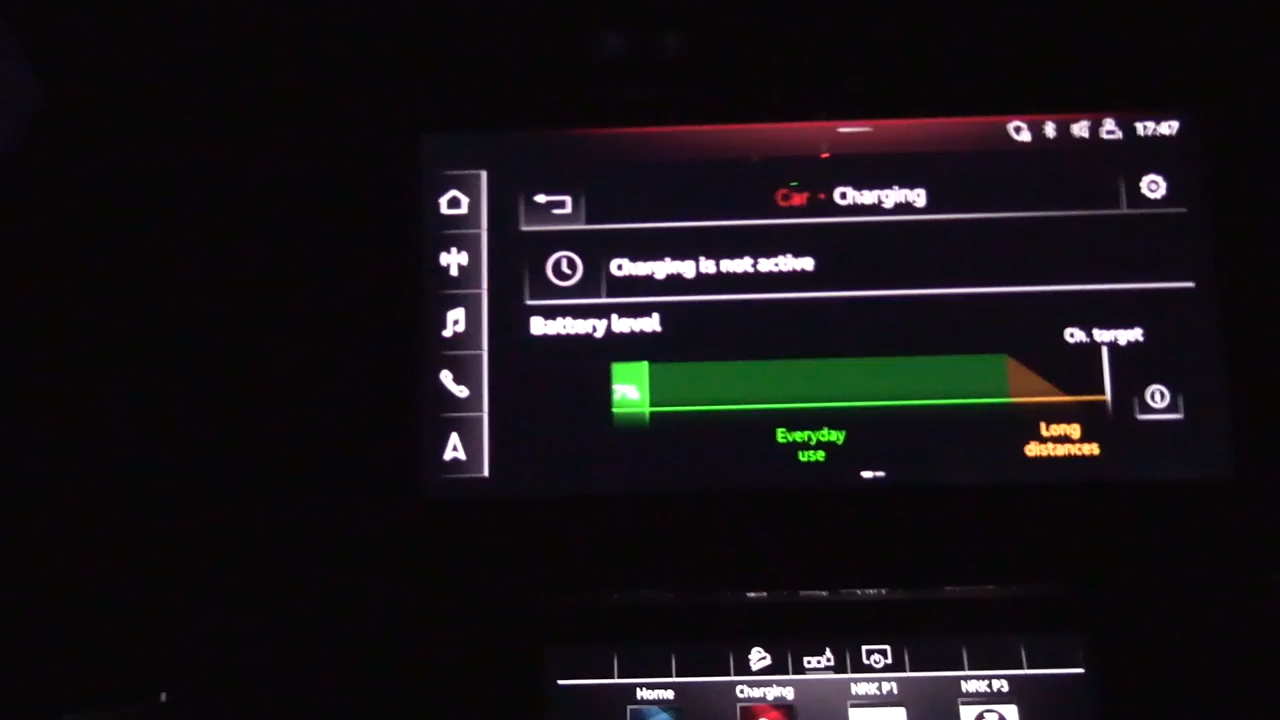 17:47
Car · Charging
Charging is not active
Battery level
Ch. target
7%
Everyday
use
Long
distances
Home
Charging
NRK P1
NRK P3